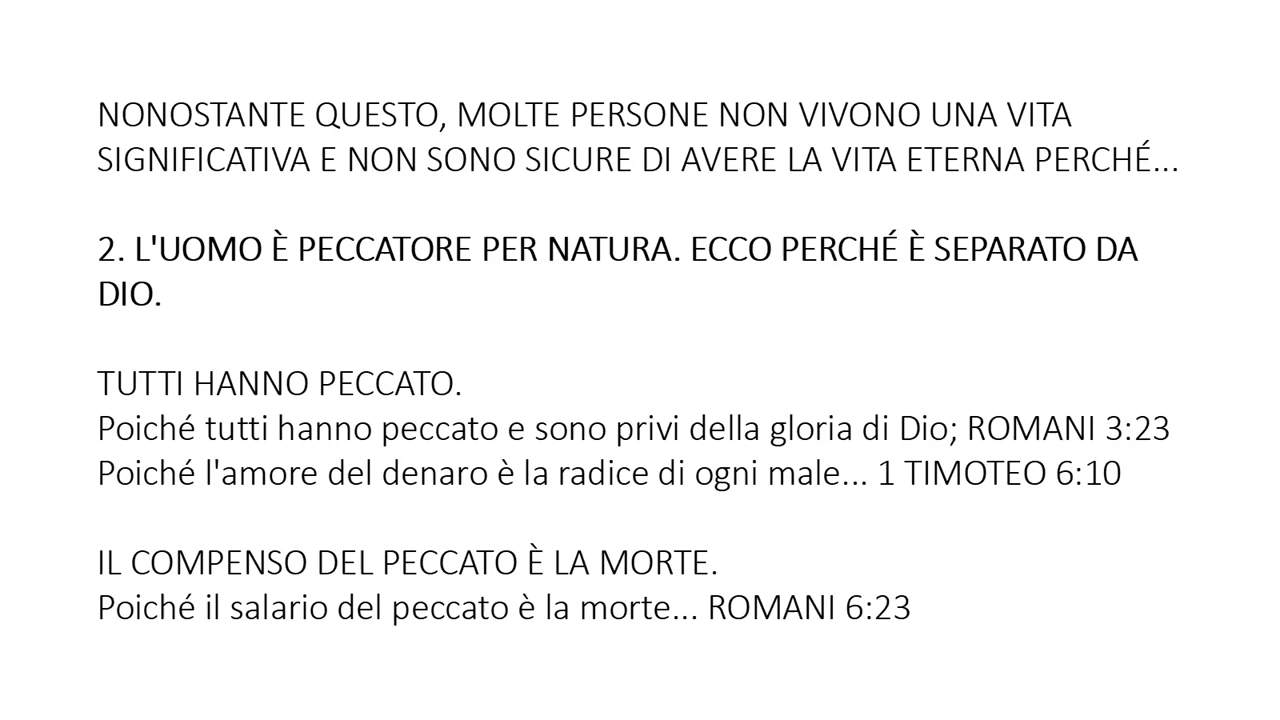 NONOSTANTE QUESTO, MOLTE PERSONE NON VIVONO UNA VITA
SIGNIFICATIVA E NON SONO SICURE DI AVERE LA VITA ETERNA PERCHÉ...
2. L'UOMO È PECCATORE PER NATURA. ECCO PERCHÉ È SEPARATO DA
DIO.
TUTTI HANNO PECCATO.
Poiché tutti hanno peccato e sono privi della gloria di Dio; ROMANI 3:23
Poiché l'amore del denaro è la radice di ogni male... 1 TIMOTEO 6:10
IL COMPENSO DEL PECCATO È LA MORTE.
Poiché il salario del peccato è la morte... ROMANI 6:23